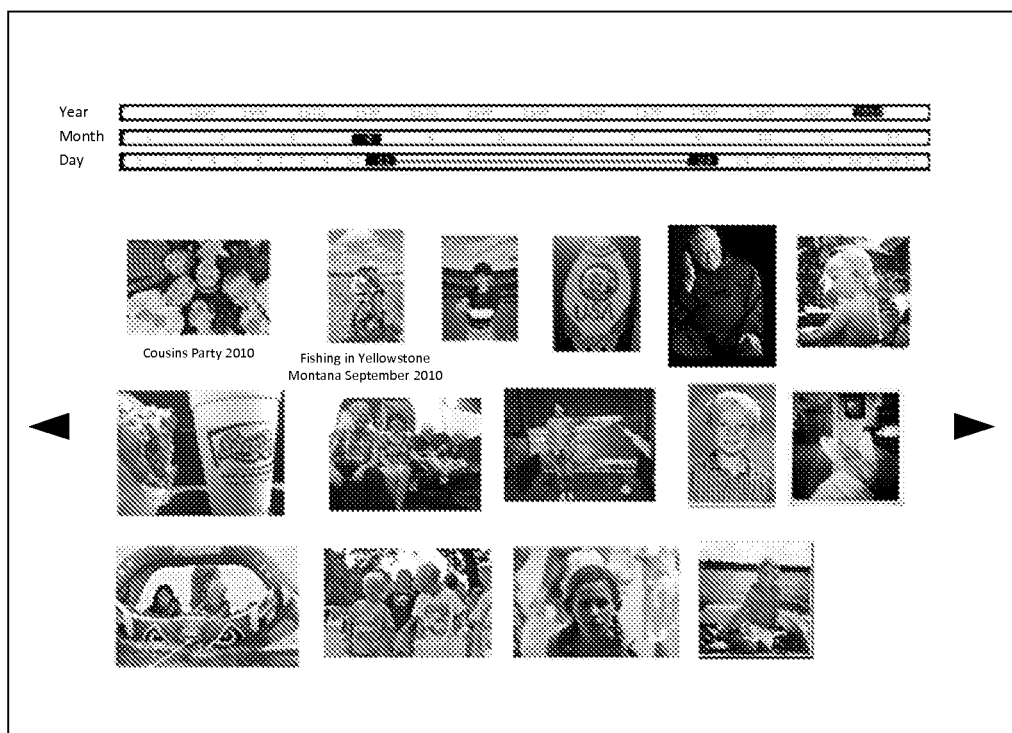 Year
Month
Day
Cousins Party 2010
Fishing in Yellowstone
Montana September 2010